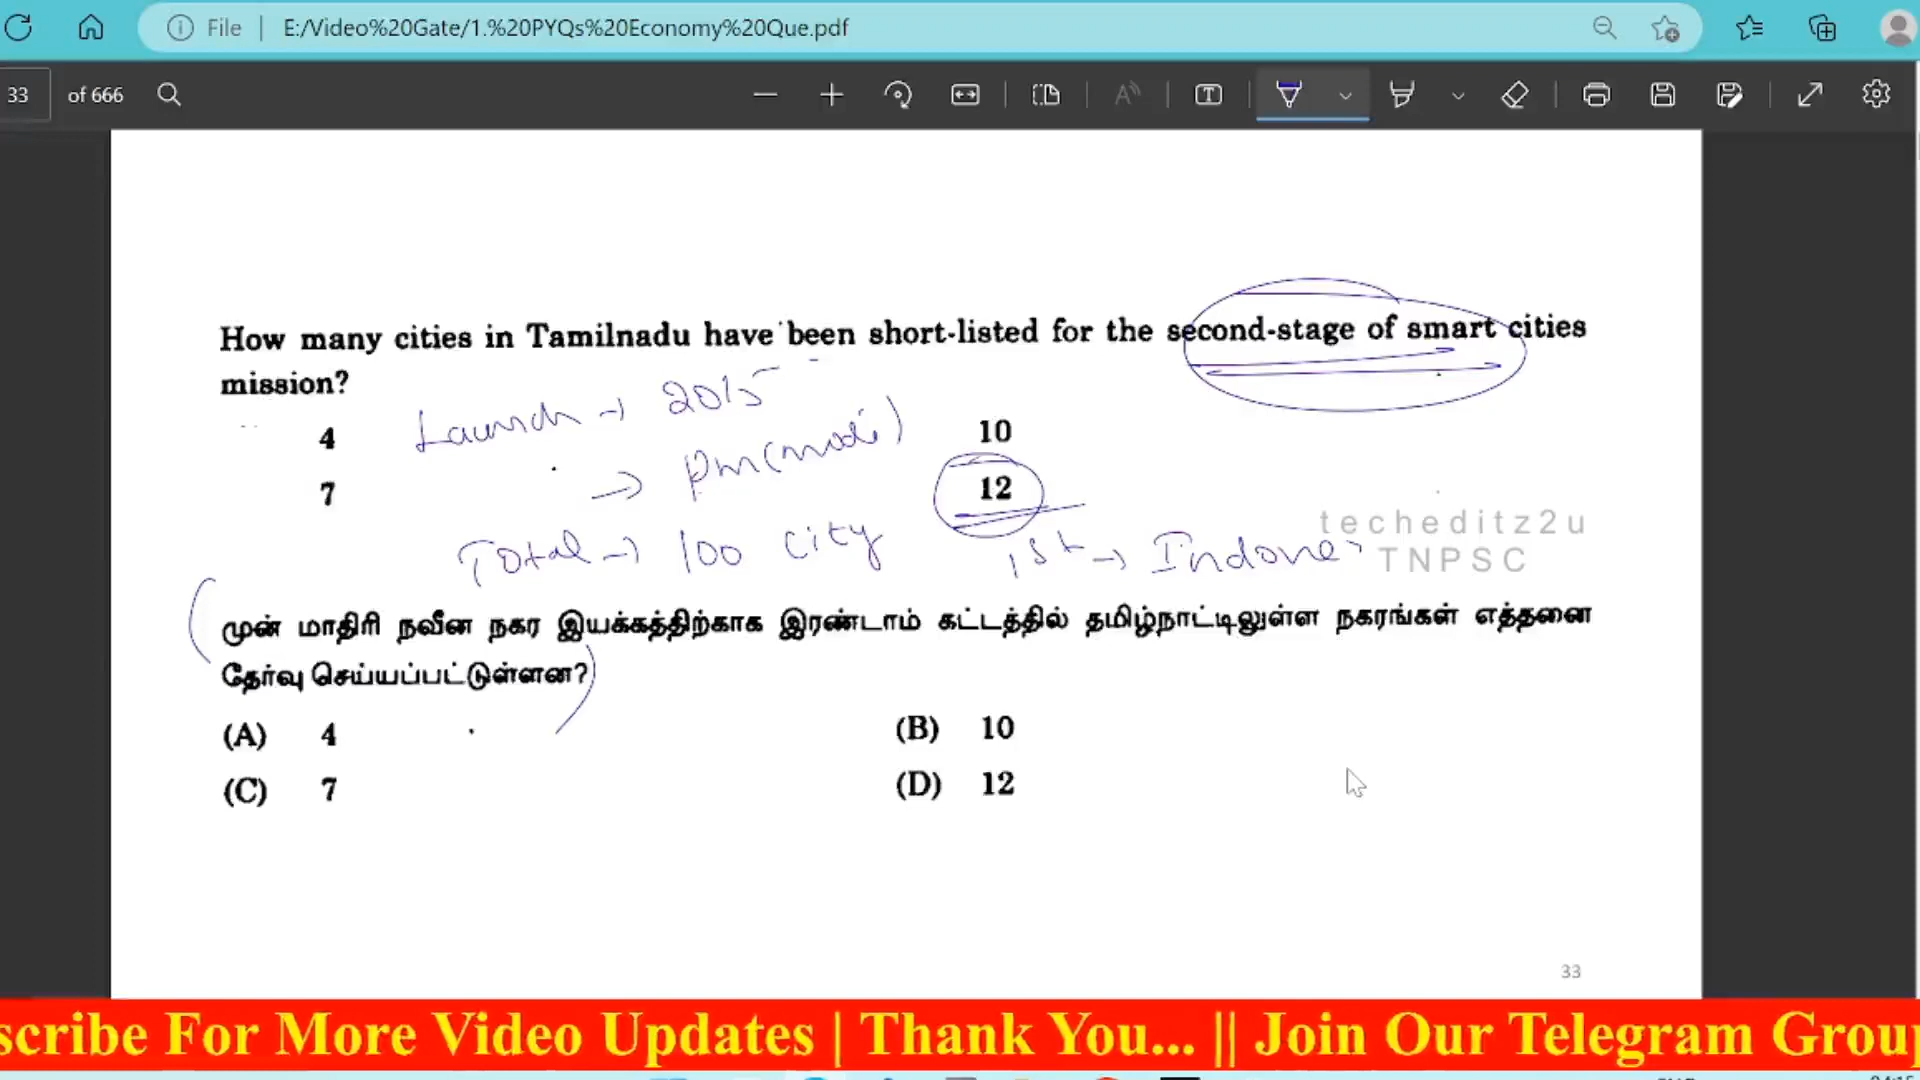 File
E:/Video%20Gate/1.%20PYQs%20Economy%20Que.pdf
33 of 666
How many cities in Tamilnadu have been short-listed for the second-stage of smart cities
mission?
Launch → 2015
4
10
→ PM (modi)
7
12
Total → 100 city
1st → Indone
techeditz2u
TNPSC
முன் மாதிரி நவீன நகர இயக்கத்திற்காக இரண்டாம் கட்டத்தில் தமிழ்நாட்டிலுள்ள நகரங்கள் எத்தனை
தேர்வு செய்யப்பட்டுள்ளன?
(A) 4
(B) 10
(C) 7
(D) 12
33
scribe For More Video Updates | Thank You... || Join Our Telegram Grou